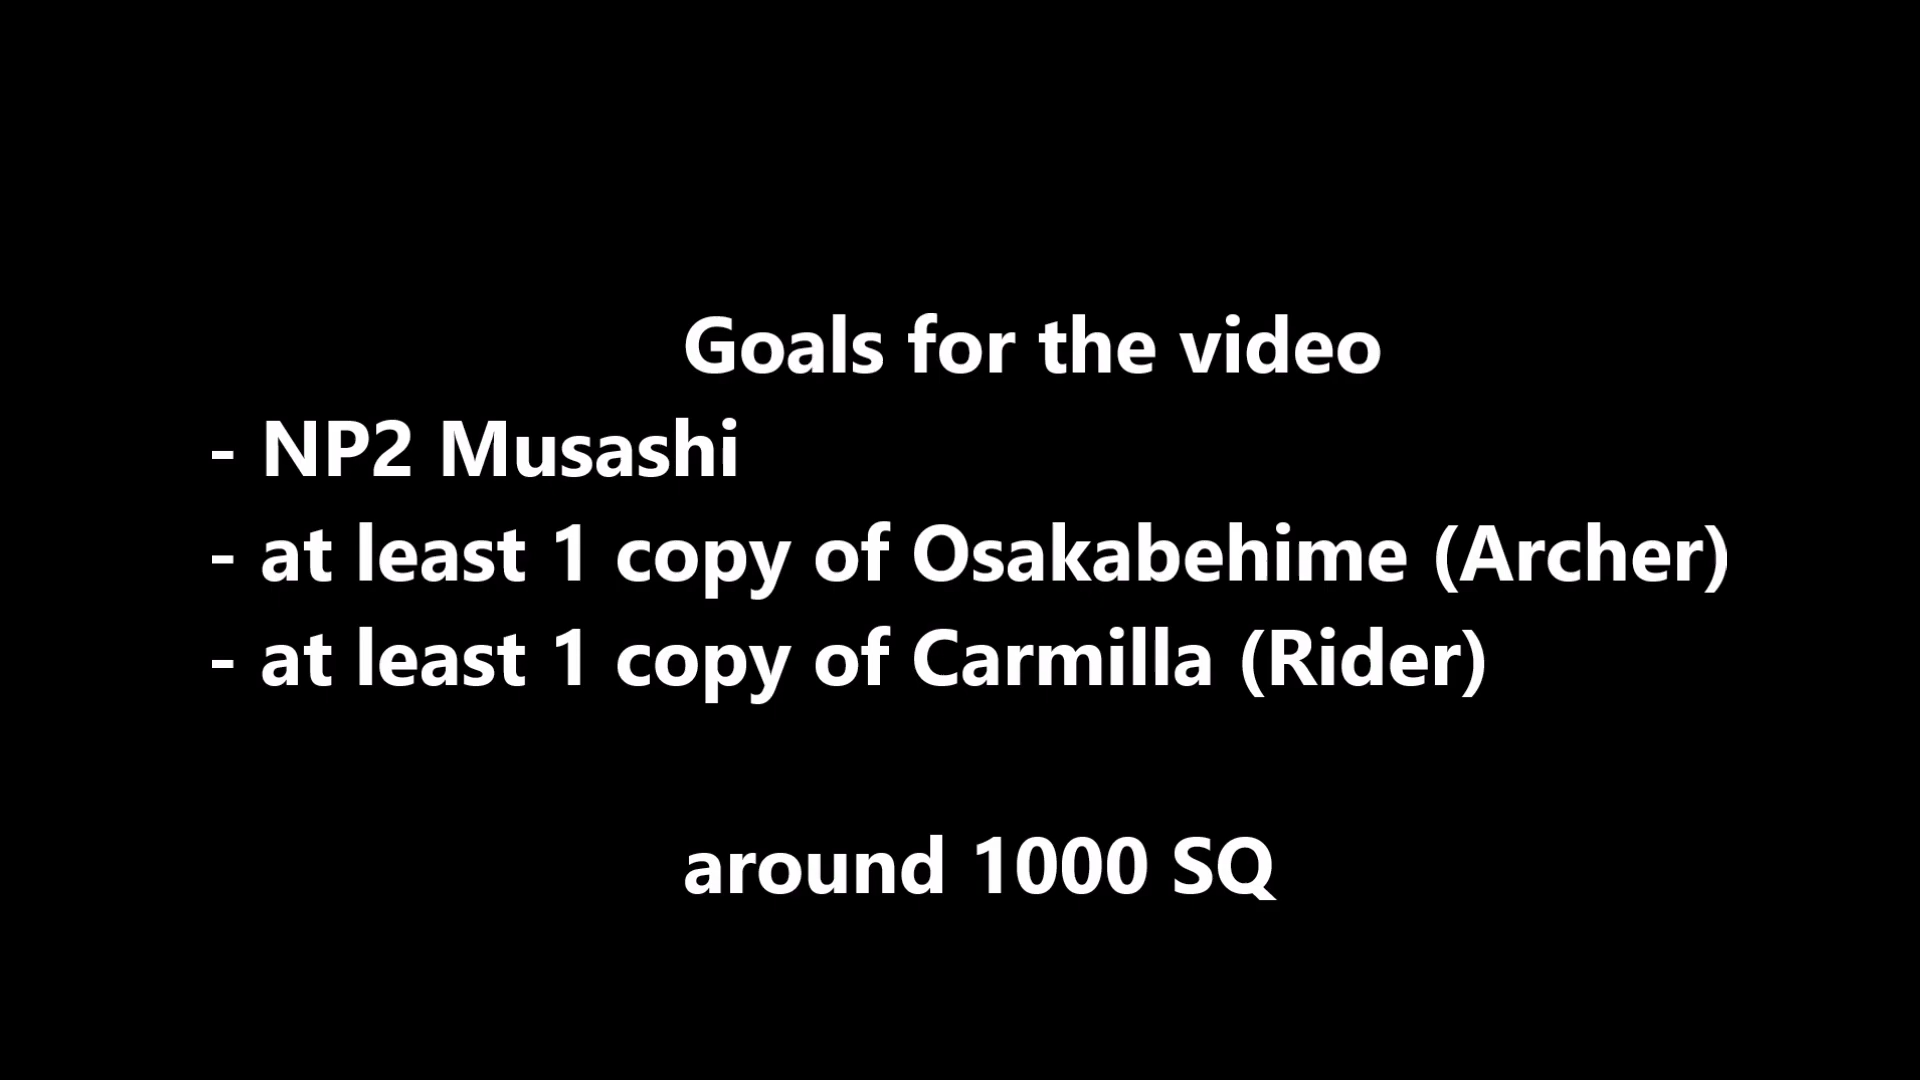 Goals for the video
- NP2 Musashi
- at least 1 copy of Osakabehime (Archer)
- at least 1 copy of Carmilla (Rider)
around 1000 SQ